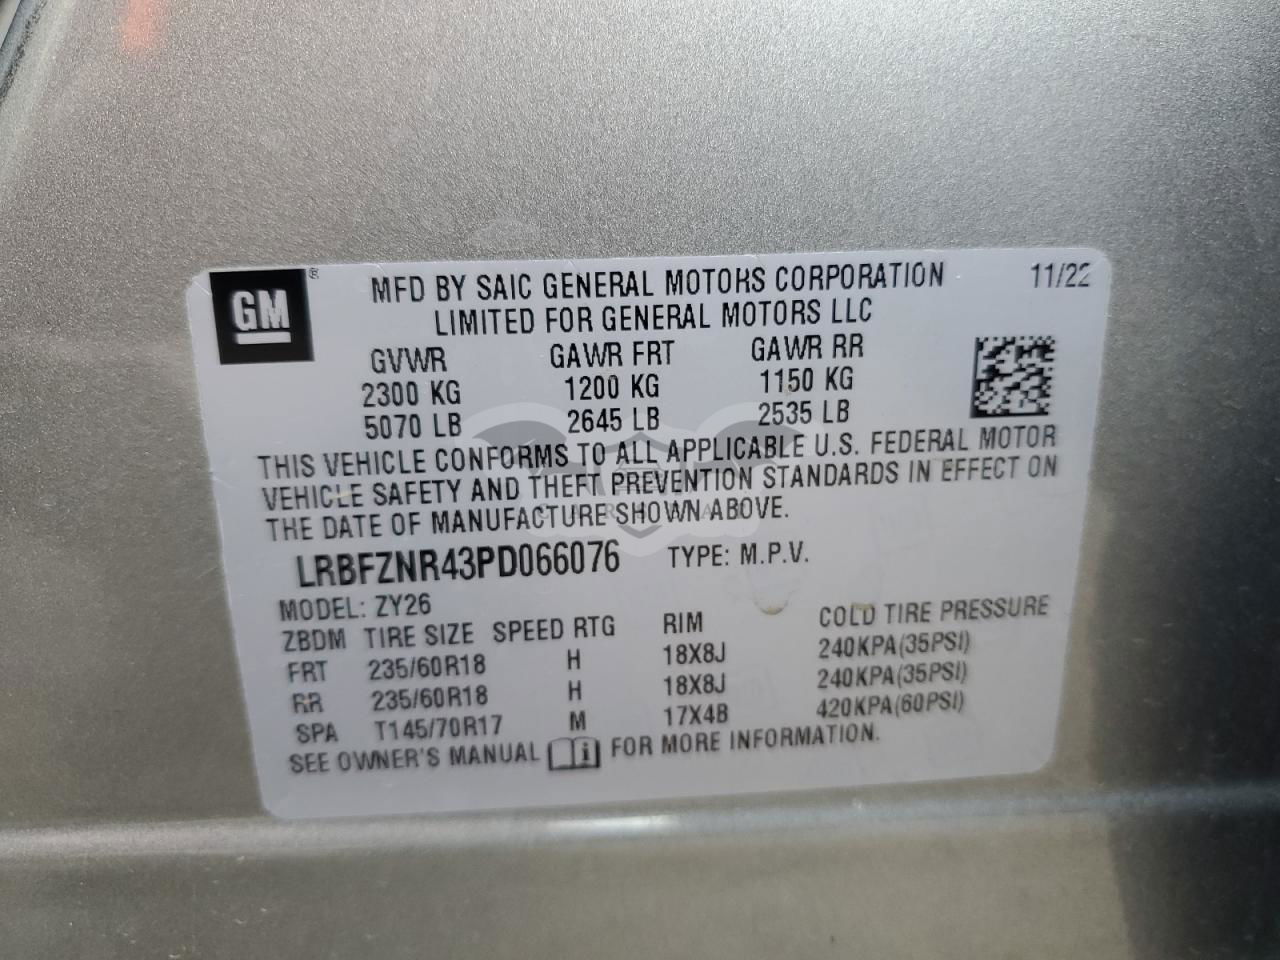 GM ® MFD BY SAIC GENERAL MOTORS CORPORATION 11/22
LIMITED FOR GENERAL MOTORS LLC
GVWR GAWR FRT GAWR RR
2300 KG 1200 KG 1150 KG
5070 LB 2645 LB 2535 LB
THIS VEHICLE CONFORMS TO ALL APPLICABLE U.S. FEDERAL MOTOR
VEHICLE SAFETY AND THEFT PREVENTION STANDARDS IN EFFECT ON
THE DATE OF MANUFACTURE SHOWN ABOVE.
LRBFZNR43PD066076 TYPE: M.P.V.
MODEL: ZY26
ZBDM TIRE SIZE SPEED RTG RIM COLD TIRE PRESSURE
FRT 235/60R18 H 18X8J 240KPA(35PSI)
RR 235/60R18 H 18X8J 240KPA(35PSI)
SPA T145/70R17 M 17X4B 420KPA(60PSI)
SEE OWNER'S MANUAL i FOR MORE INFORMATION.